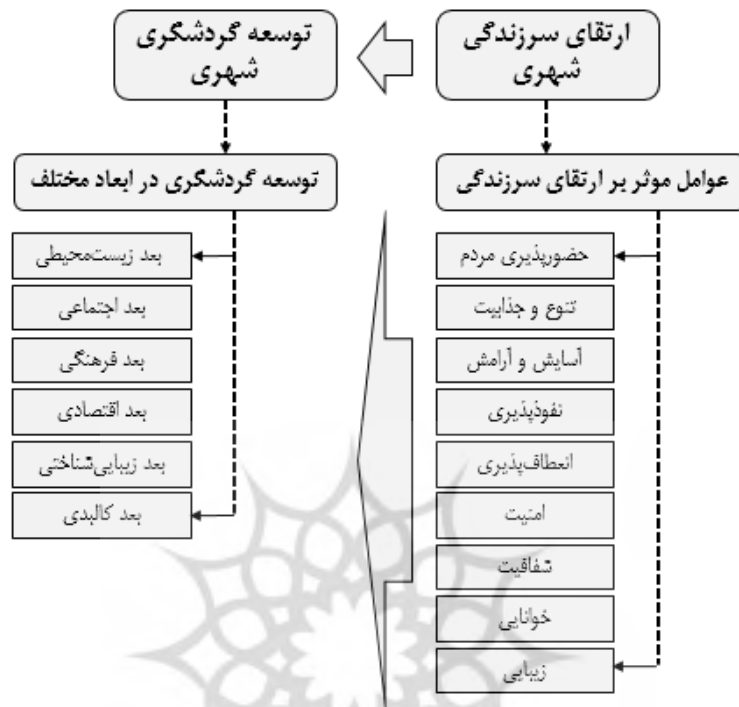 ارتقای سرزندگی
شهری
توسعه گردشگری
شهری
عوامل موثر بر ارتقای سرزندگی
حضورپذیری مردم
تنوع و جذابیت
آسایش و آرامش
نفوذپذیری
انعطاف‌پذیری
امنیت
شفافیت
خوانایی
زیبایی
توسعه گردشگری در ابعاد مختلف
بعد زیست‌محیطی
بعد اجتماعی
بعد فرهنگی
بعد اقتصادی
بعد زیبایی‌شناختی
بعد کالبدی